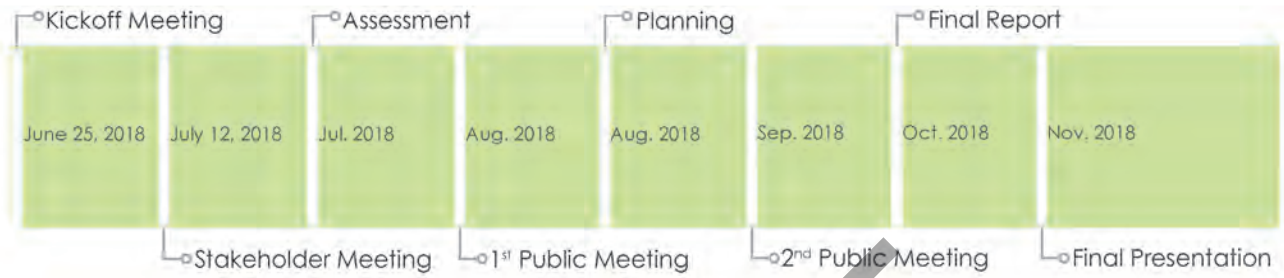 Kickoff Meeting
Assessment
Planning
Final Report
June 25, 2018
July 12, 2018
Jul. 2018
Aug. 2018
Aug. 2018
Sep. 2018
Oct. 2018
Nov. 2018
Stakeholder Meeting
1st Public Meeting
2nd Public Meeting
Final Presentation